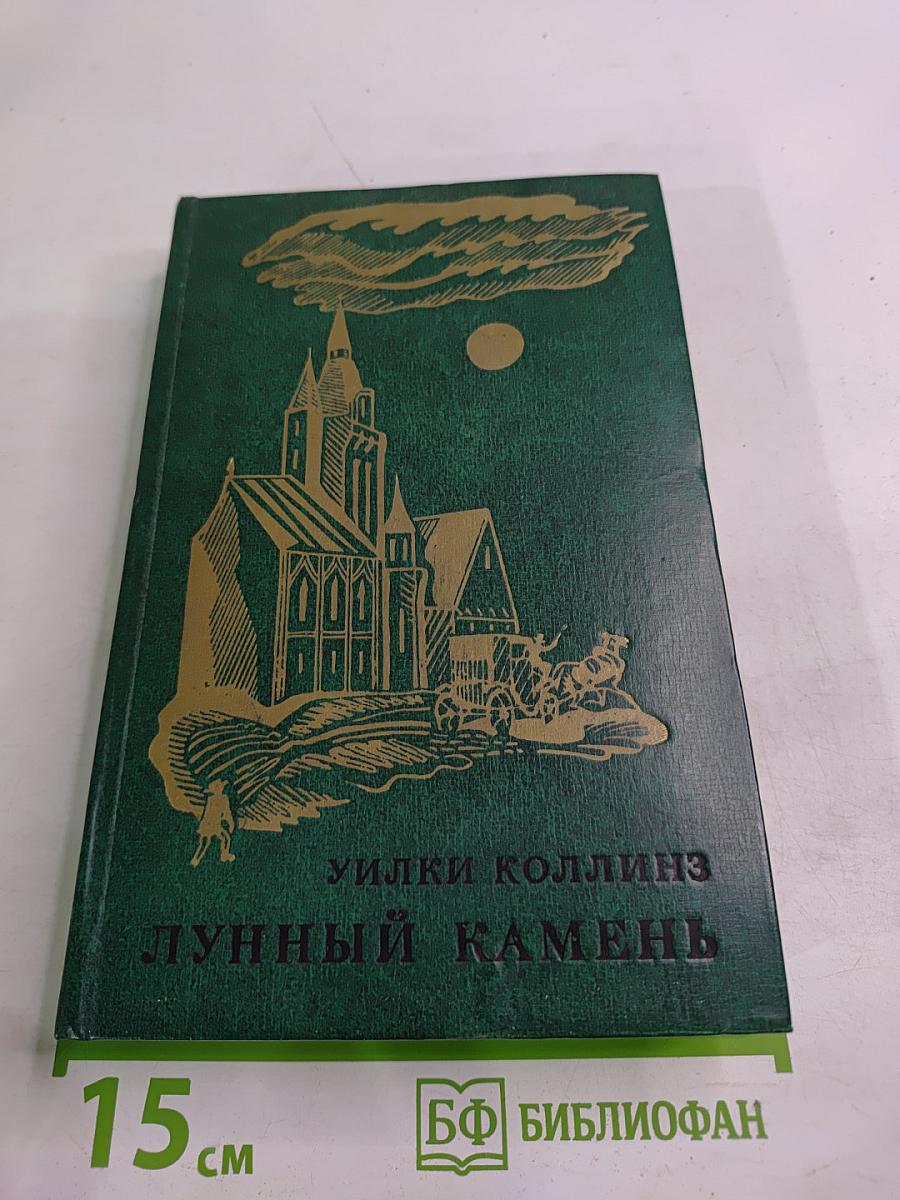 УИЛКИ КОЛЛИНЗ
ЛУННЫЙ КАМЕНЬ
15 см
БФ БИБЛИОФАН